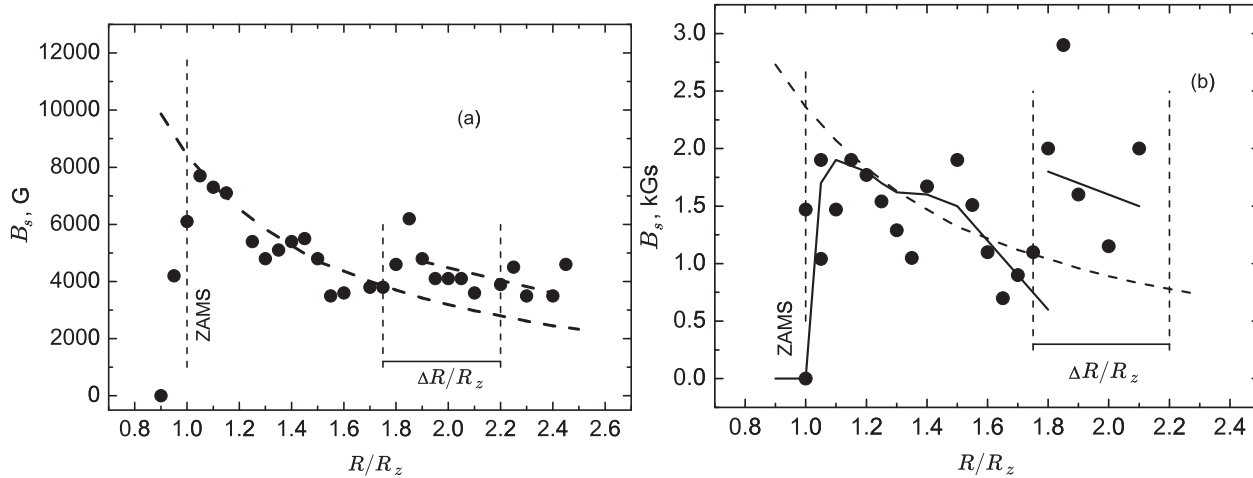 12000
10000
8000
6000
4000
2000
0
B_s, G
(a)
ZAMS
ΔR/R_z
0.8 1.0 1.2 1.4 1.6 1.8 2.0 2.2 2.4 2.6
R/R_z
3.0
2.5
2.0
1.5
1.0
0.5
0.0
B_s, kGs
(b)
ZAMS
ΔR/R_z
0.8 1.0 1.2 1.4 1.6 1.8 2.0 2.2 2.4
R/R_z